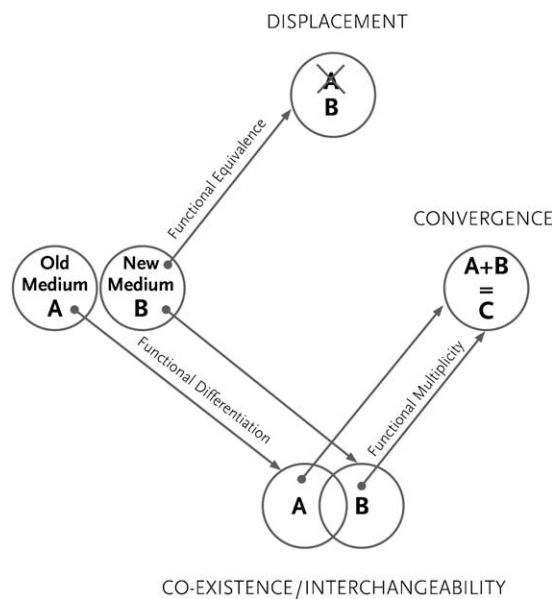 DISPLACEMENT
A
B
Functional Equivalence
CONVERGENCE
A+B
=
C
Old
Medium
A
New
Medium
B
Functional Differentiation
Functional Multiplicity
A
B
CO-EXISTENCE/INTERCHANGEABILITY